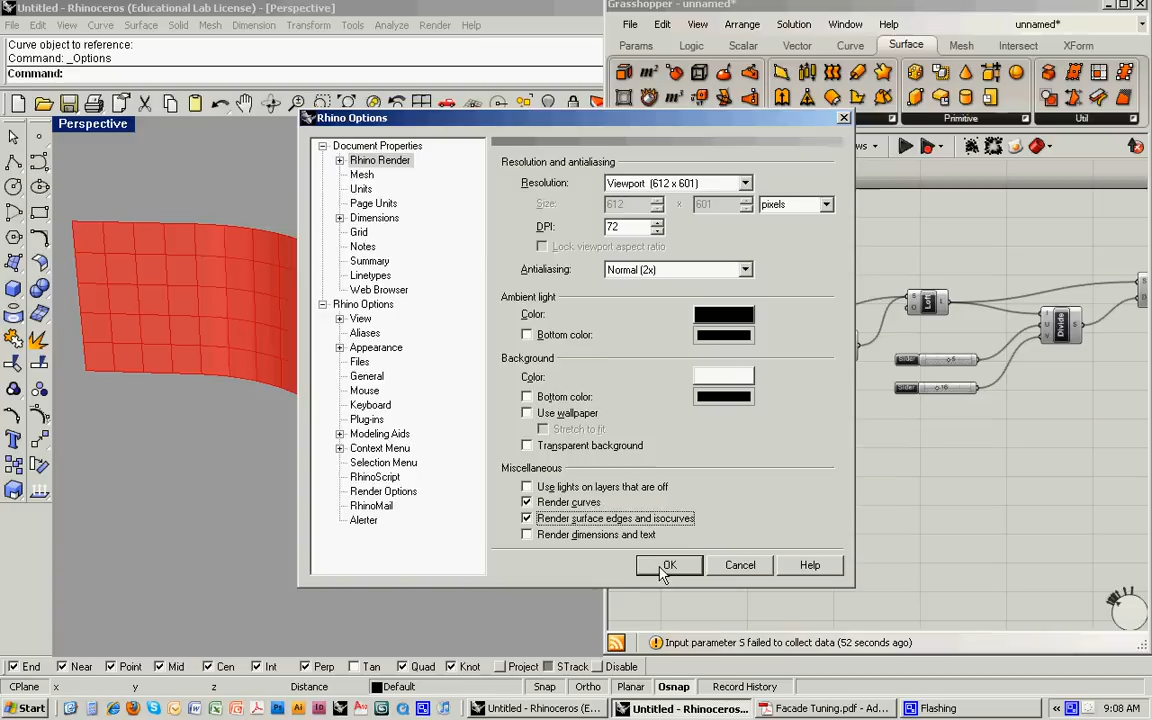 Untitled - Rhinoceros (Educational Lab License) - [Perspective]
File Edit View Curve Surface Solid Mesh Dimension Transform Tools Analyze Render Help
Curve object to reference:
Command: _Options
Command:
Perspective
Grasshopper - unnamed*
File Edit View Arrange Solution Window Help unnamed*
Params Logic Scalar Vector Curve Surface Mesh Intersect XForm
Primitive Util
Rhino Options
Document Properties
Rhino Render
Mesh
Units
Page Units
Dimensions
Grid
Notes
Summary
Linetypes
Web Browser
Rhino Options
View
Aliases
Appearance
Files
General
Mouse
Keyboard
Plug-ins
Modeling Aids
Context Menu
Selection Menu
RhinoScript
Render Options
RhinoMail
Alerter
Resolution and antialiasing
Resolution: Viewport (612 x 601)
Size: 612 x 601 pixels
DPI: 72
Lock viewport aspect ratio
Antialiasing: Normal (2x)
Ambient light
Color:
Bottom color:
Background
Color:
Bottom color:
Use wallpaper
Stretch to fit
Transparent background
Miscellaneous
Use lights on layers that are off
Render curves
Render surface edges and isocurves
Render dimensions and text
OK Cancel Help
Loft
Divide
Slider
Slider
Input parameter S failed to collect data (52 seconds ago)
End Near Point Mid Cen Int Perp Tan Quad Knot Project STrack Disable
CPlane x y z Distance Default Snap Ortho Planar Osnap Record History
Start Untitled - Rhinoceros (E... Untitled - Rhinoceros... Facade Tuning.pdf - Ad... Flashing 9:08 AM